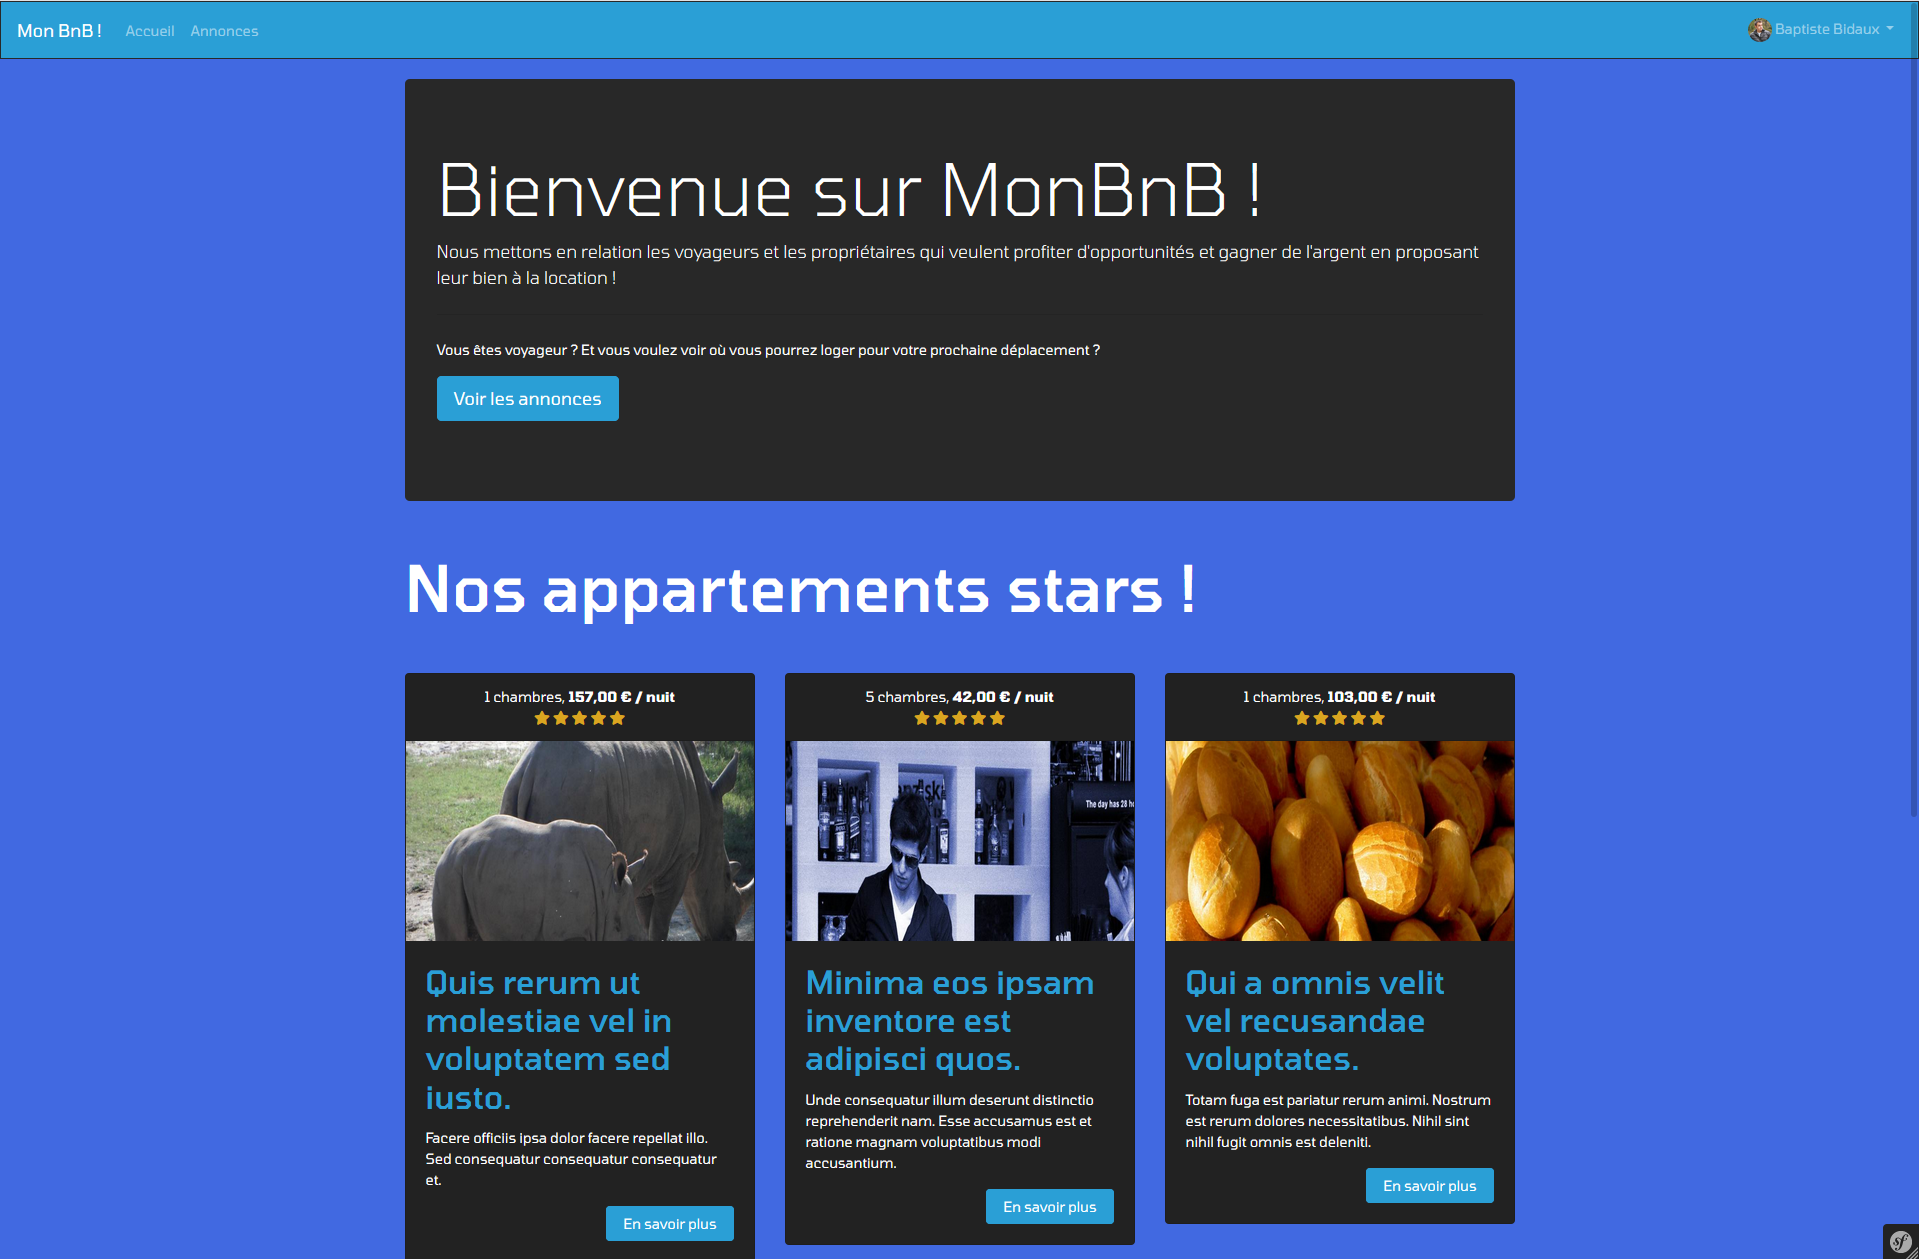 Mon BnB ! Accueil Annonces Baptiste Bidaux
Bienvenue sur MonBnB !
Nous mettons en relation les voyageurs et les propriétaires qui veulent profiter d'opportunités et gagner de l'argent en proposant
leur bien à la location !
Vous êtes voyageur ? Et vous voulez voir où vous pourrez loger pour votre prochaine déplacement ?
Voir les annonces
Nos appartements stars !
1 chambres, 157,00 € / nuit
The day has 28 h
Quis rerum ut
molestiae vel in
voluptatem sed
iusto.
Facere officiis ipsa dolor facere repellat illo.
Sed consequatur consequatur consequatur
et.
En savoir plus
5 chambres, 42,00 € / nuit
Minima eos ipsam
inventore est
adipisci quos.
Unde consequatur illum deserunt distinctio
reprehenderit nam. Esse accusamus est et
ratione magnam voluptatibus modi
accusantium.
En savoir plus
1 chambres, 103,00 € / nuit
Qui a omnis velit
vel recusandae
voluptates.
Totam fuga est pariatur rerum animi. Nostrum
est rerum dolores necessitatibus. Nihil sint
nihil fugit omnis est deleniti.
En savoir plus
sf